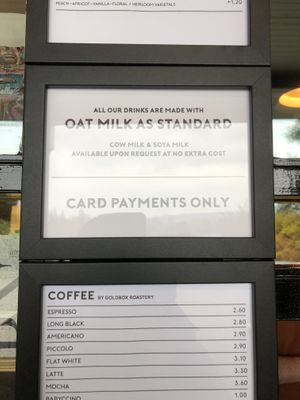 PEACH - APRICOT - VANILLA - FLORAL / HEIRLOOM VARIETALS +1.20
ALL OUR DRINKS ARE MADE WITH
OAT MILK AS STANDARD
COW MILK & SOYA MILK
AVAILABLE UPON REQUEST AT NO EXTRA COST
CARD PAYMENTS ONLY
COFFEE BY GOLDBOX ROASTERY
ESPRESSO 2.60
LONG BLACK 2.80
AMERICANO 2.90
PICCOLO 2.90
FLAT WHITE 3.10
LATTE 3.30
MOCHA 3.60
BABYCCINO 1.00